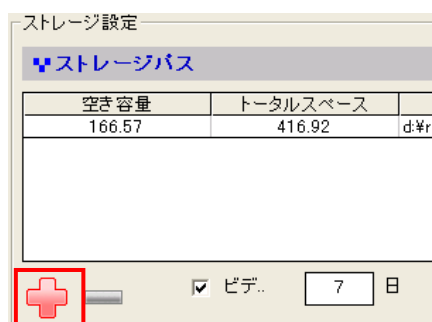 ストレージ設定
ストレージパス
空き容量 トータルスペース
166.57 416.92 d:¥r
ビデ.. 7 日